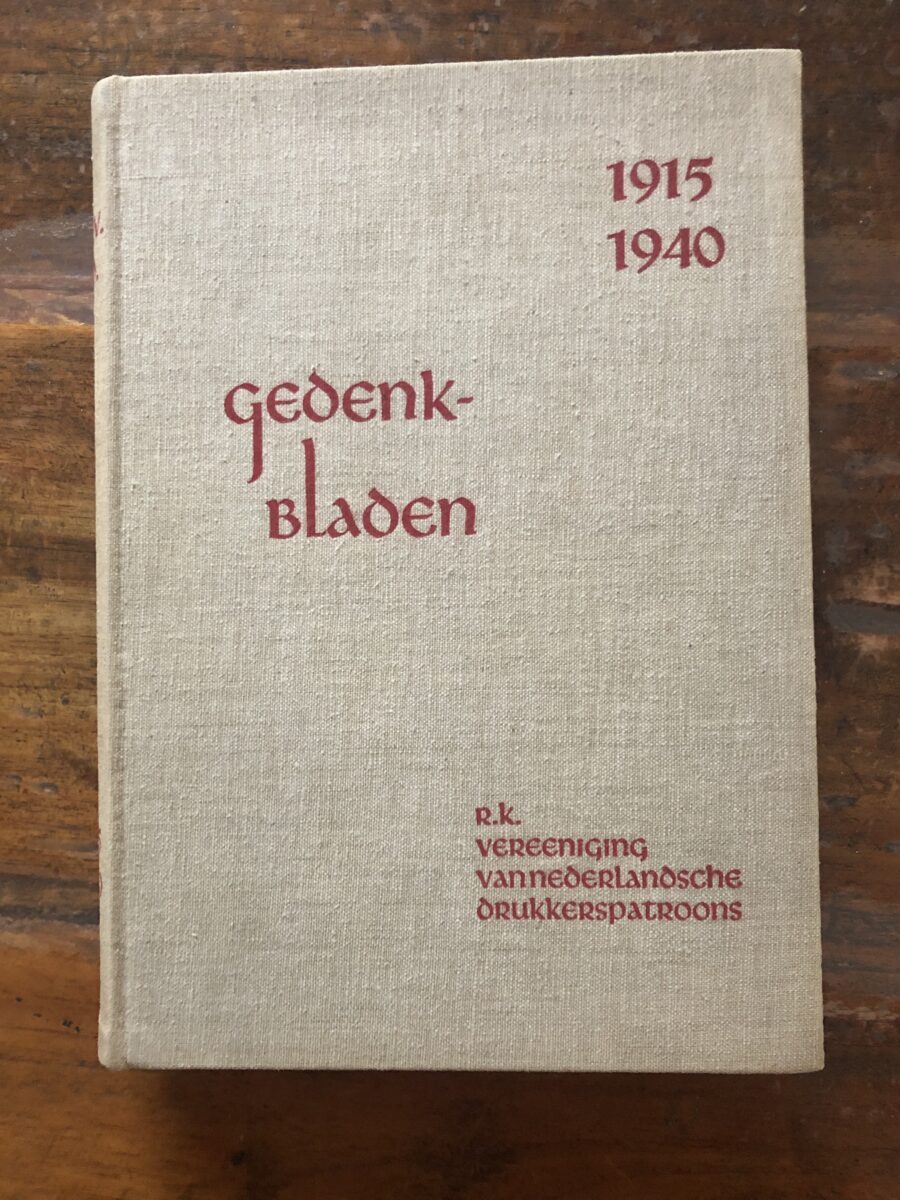 1915
1940
Gedenk-
bladen
R.K.
Vereeniging
van Nederlandsche
Drukkerspatroons